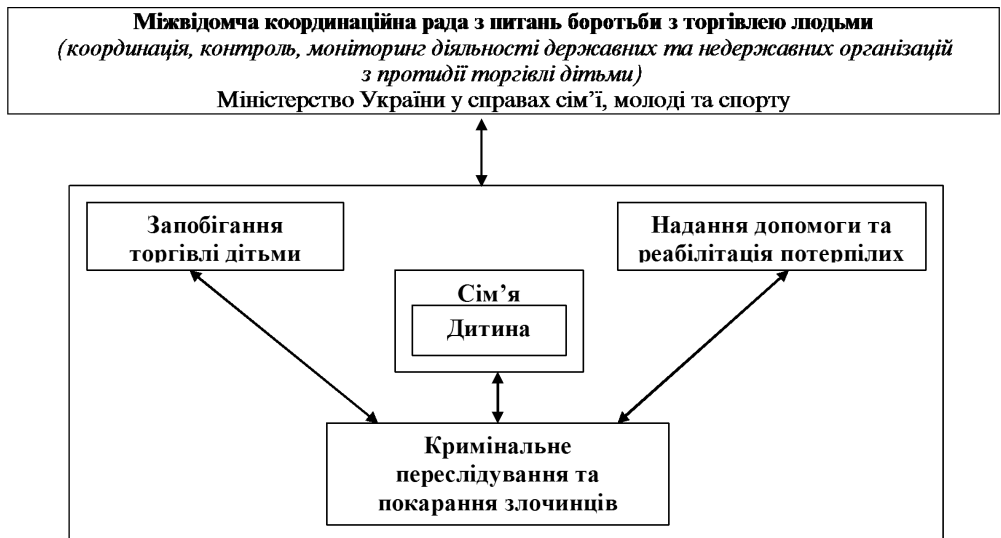 Міжвідомча координаційна рада з питань боротьби з торгівлею людьми
(координація, контроль, моніторинг діяльності державних та недержавних організацій
з протидії торгівлі дітьми)
Міністерство України у справах сім’ї, молоді та спорту
Запобігання
торгівлі дітьми
Надання допомоги та
реабілітація потерпілих
Сім’я
Дитина
Кримінальне
переслідування та
покарання злочинців